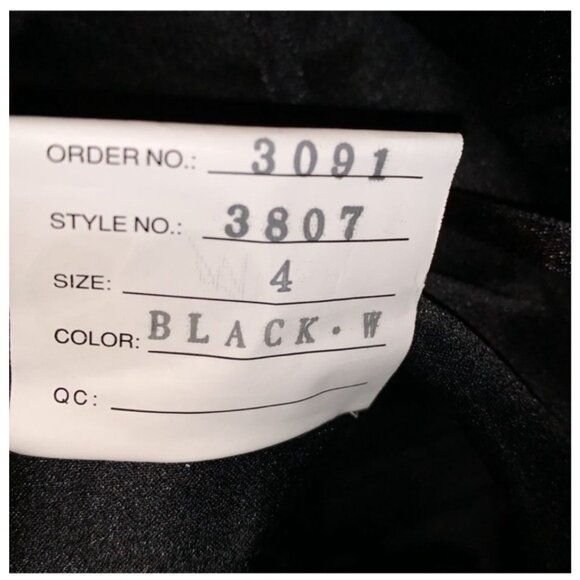 ORDER NO.: 3091
STYLE NO.: 3807
SIZE: 4
COLOR: BLACK·W
QC: